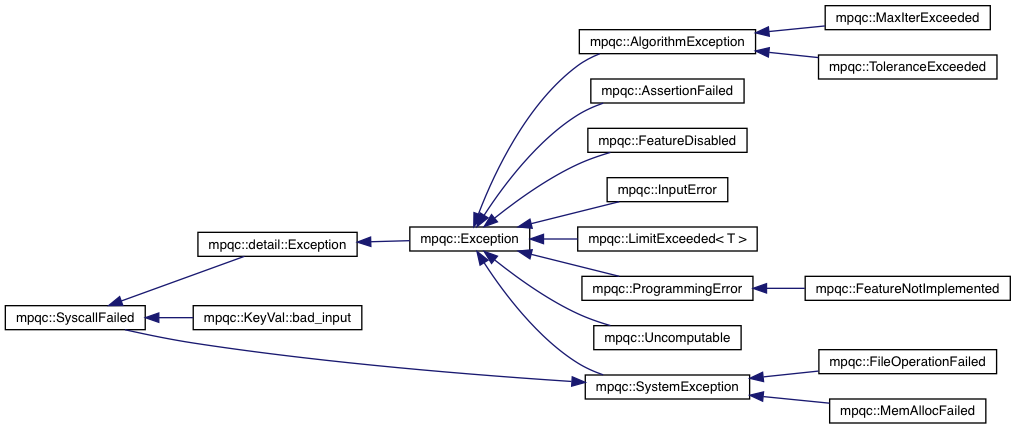 mpqc::MaxIterExceeded
mpqc::AlgorithmException
mpqc::ToleranceExceeded
mpqc::AssertionFailed
mpqc::FeatureDisabled
mpqc::InputError
mpqc::detail::Exception
mpqc::Exception
mpqc::LimitExceeded< T >
mpqc::ProgrammingError
mpqc::FeatureNotImplemented
mpqc::SyscallFailed
mpqc::KeyVal::bad_input
mpqc::Uncomputable
mpqc::FileOperationFailed
mpqc::SystemException
mpqc::MemAllocFailed